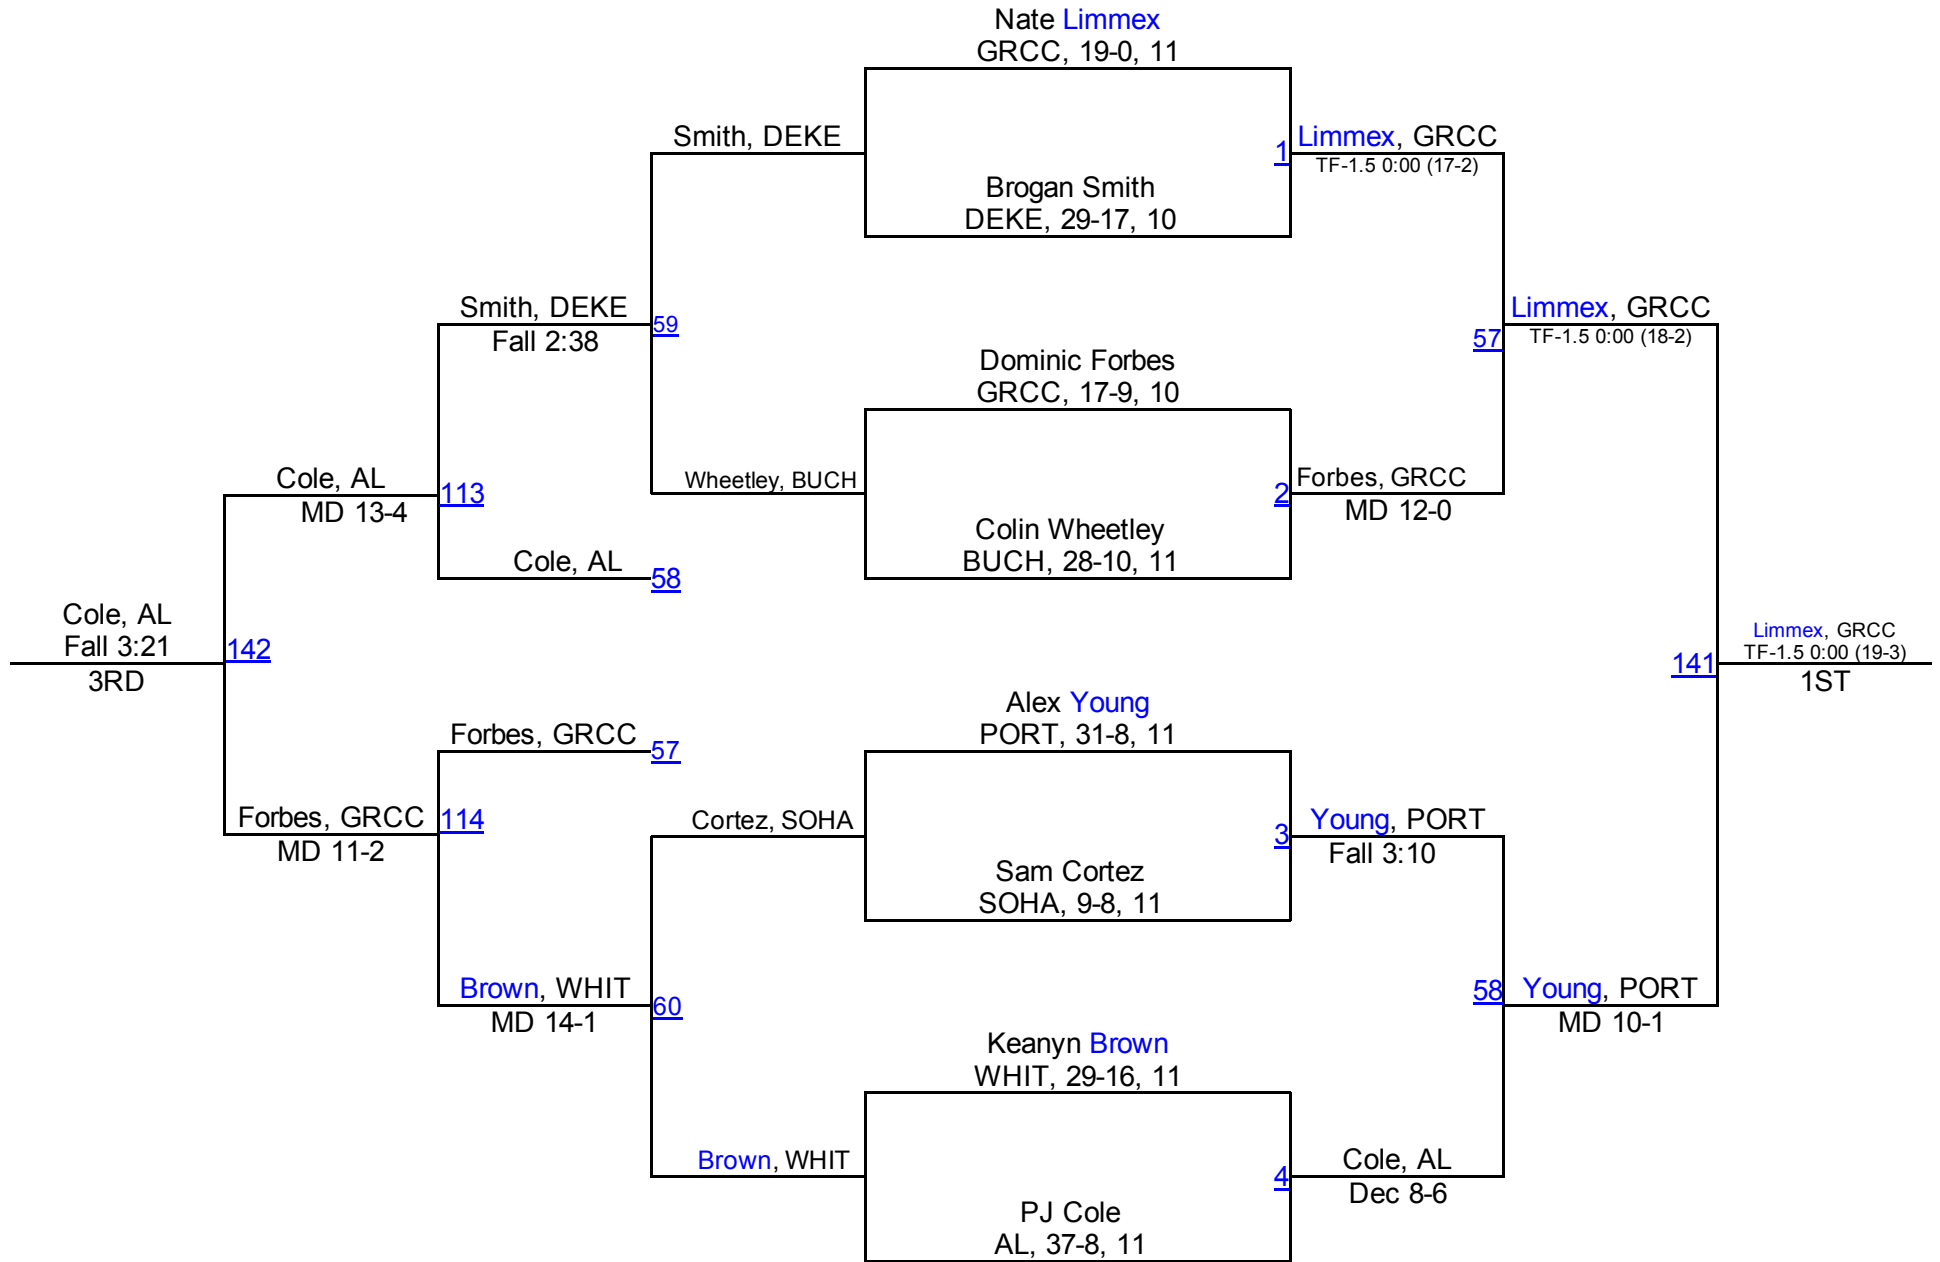 Nate Limmex
GRCC, 19-0, 11
Smith, DEKE
1
Limmex, GRCC
TF-1.5 0:00 (17-2)
Brogan Smith
DEKE, 29-17, 10
Smith, DEKE
Fall 2:38
59
Limmex, GRCC
TF-1.5 0:00 (18-2)
57
Dominic Forbes
GRCC, 17-9, 10
Cole, AL
MD 13-4
113
Wheetley, BUCH
2
Forbes, GRCC
MD 12-0
Colin Wheetley
BUCH, 28-10, 11
Cole, AL
58
Cole, AL
Fall 3:21
3RD
142
Limmex, GRCC
TF-1.5 0:00 (19-3)
1ST
141
Alex Young
PORT, 31-8, 11
Forbes, GRCC
57
Forbes, GRCC
MD 11-2
114
Cortez, SOHA
3
Young, PORT
Fall 3:10
Sam Cortez
SOHA, 9-8, 11
Brown, WHIT
MD 14-1
60
58
Young, PORT
MD 10-1
Keanyn Brown
WHIT, 29-16, 11
Brown, WHIT
4
Cole, AL
Dec 8-6
PJ Cole
AL, 37-8, 11